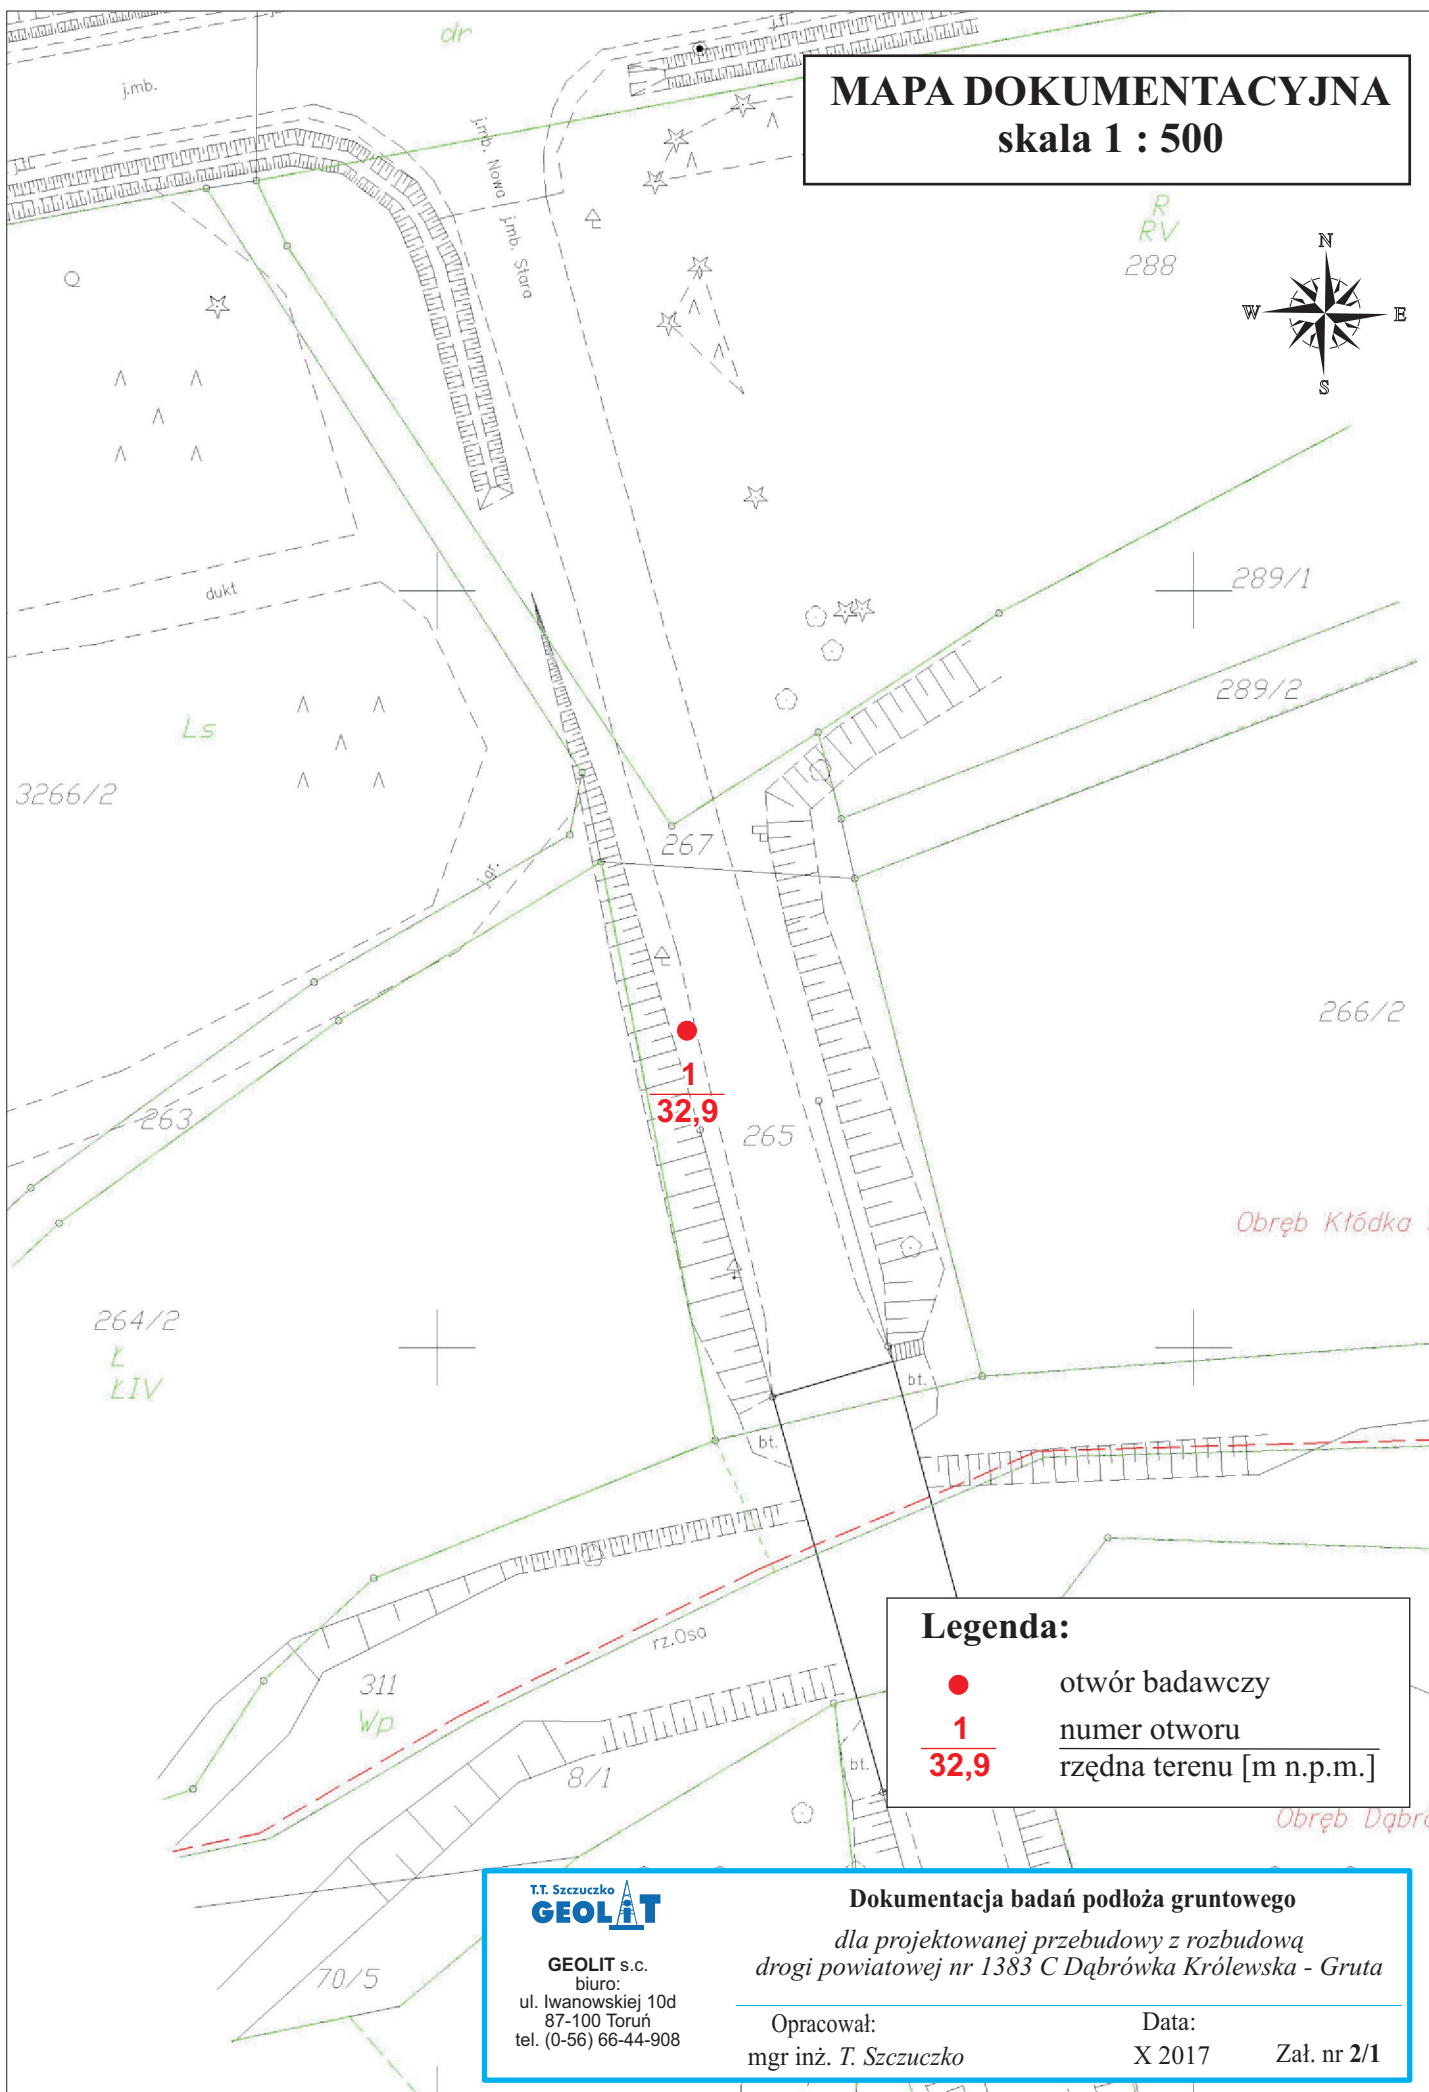 dr
j.mb.
MAPA DOKUMENTACYJNA
skala 1 : 500
j.mb. Nowa
j.mb. Stara
R
RV
288
N
W
E
S
Q
dukt
289/1
289/2
Ls
3266/2
267
j.gr.
266/2
1
32,9
263
265
Obręb Kłódka
264/2
Ł
ŁIV
bt.
bt.
rz.Osa
311
Wp
8/1
bt.
Legenda:
otwór badawczy
1
numer otworu
32,9
rzędna terenu [m n.p.m.]
70/5
T.T. Szczuczko
GEOLIT
GEOLIT s.c.
biuro:
ul. Iwanowskiej 10d
87-100 Toruń
tel. (0-56) 66-44-908
Dokumentacja badań podłoża gruntowego
dla projektowanej przebudowy z rozbudową
drogi powiatowej nr 1383 C Dąbrówka Królewska - Gruta
Opracował:
mgr inż. T. Szczuczko
Data:
X 2017
Zał. nr 2/1
Obręb